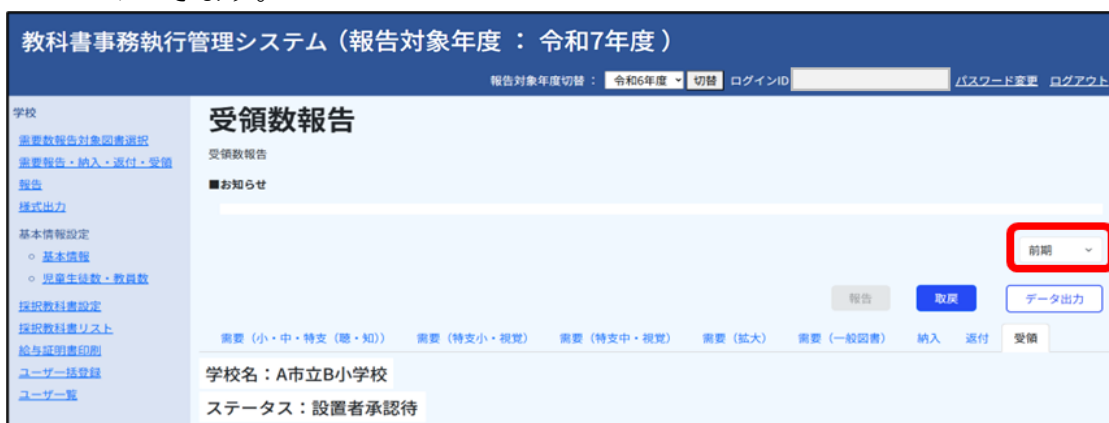 教科書事務執行管理システム（報告対象年度 ： 令和7年度 ）
報告対象年度切替： 令和6年度 切替 ログインID パスワード変更 ログアウト
学校
需要数報告対象図書選択
需要報告・納入・返付・受領
報告
様式出力
基本情報設定
基本情報
児童生徒数・教員数
採択教科書設定
採択教科書リスト
給与証明書印刷
ユーザー括登録
ユーザ一覧
受領数報告
受領数報告
■お知らせ
前期
報告 取戻 データ出力
需要（小・中・特支（聴・知）） 需要（特支小・視覚） 需要（特支中・視覚） 需要（拡大） 需要（一般図書） 納入 返付 受領
学校名：A市立B小学校
ステータス：設置者承認待